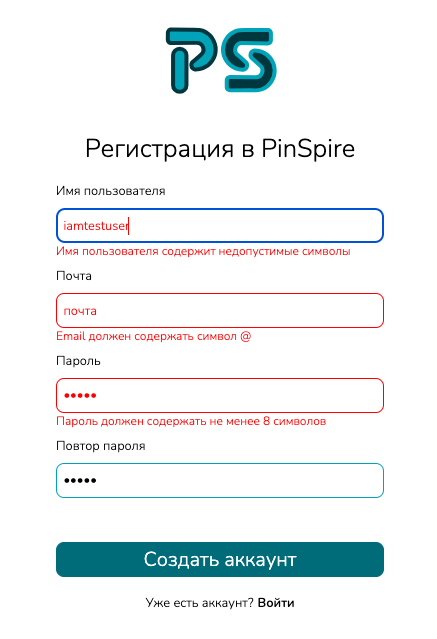 PS
Регистрация в PinSpire
Имя пользователя
iamtestuser
Имя пользователя содержит недопустимые символы
Почта
почта
Email должен содержать символ @
Пароль
•••••
Пароль должен содержать не менее 8 символов
Повтор пароля
•••••
Создать аккаунт
Уже есть аккаунт? Войти